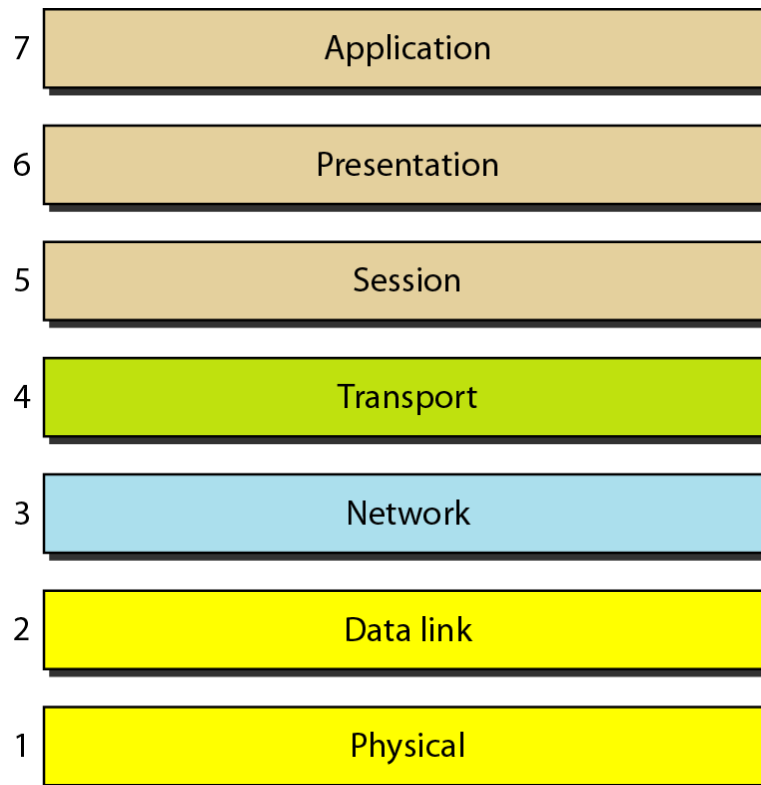 7 Application
6 Presentation
5 Session
4 Transport
3 Network
2 Data link
1 Physical